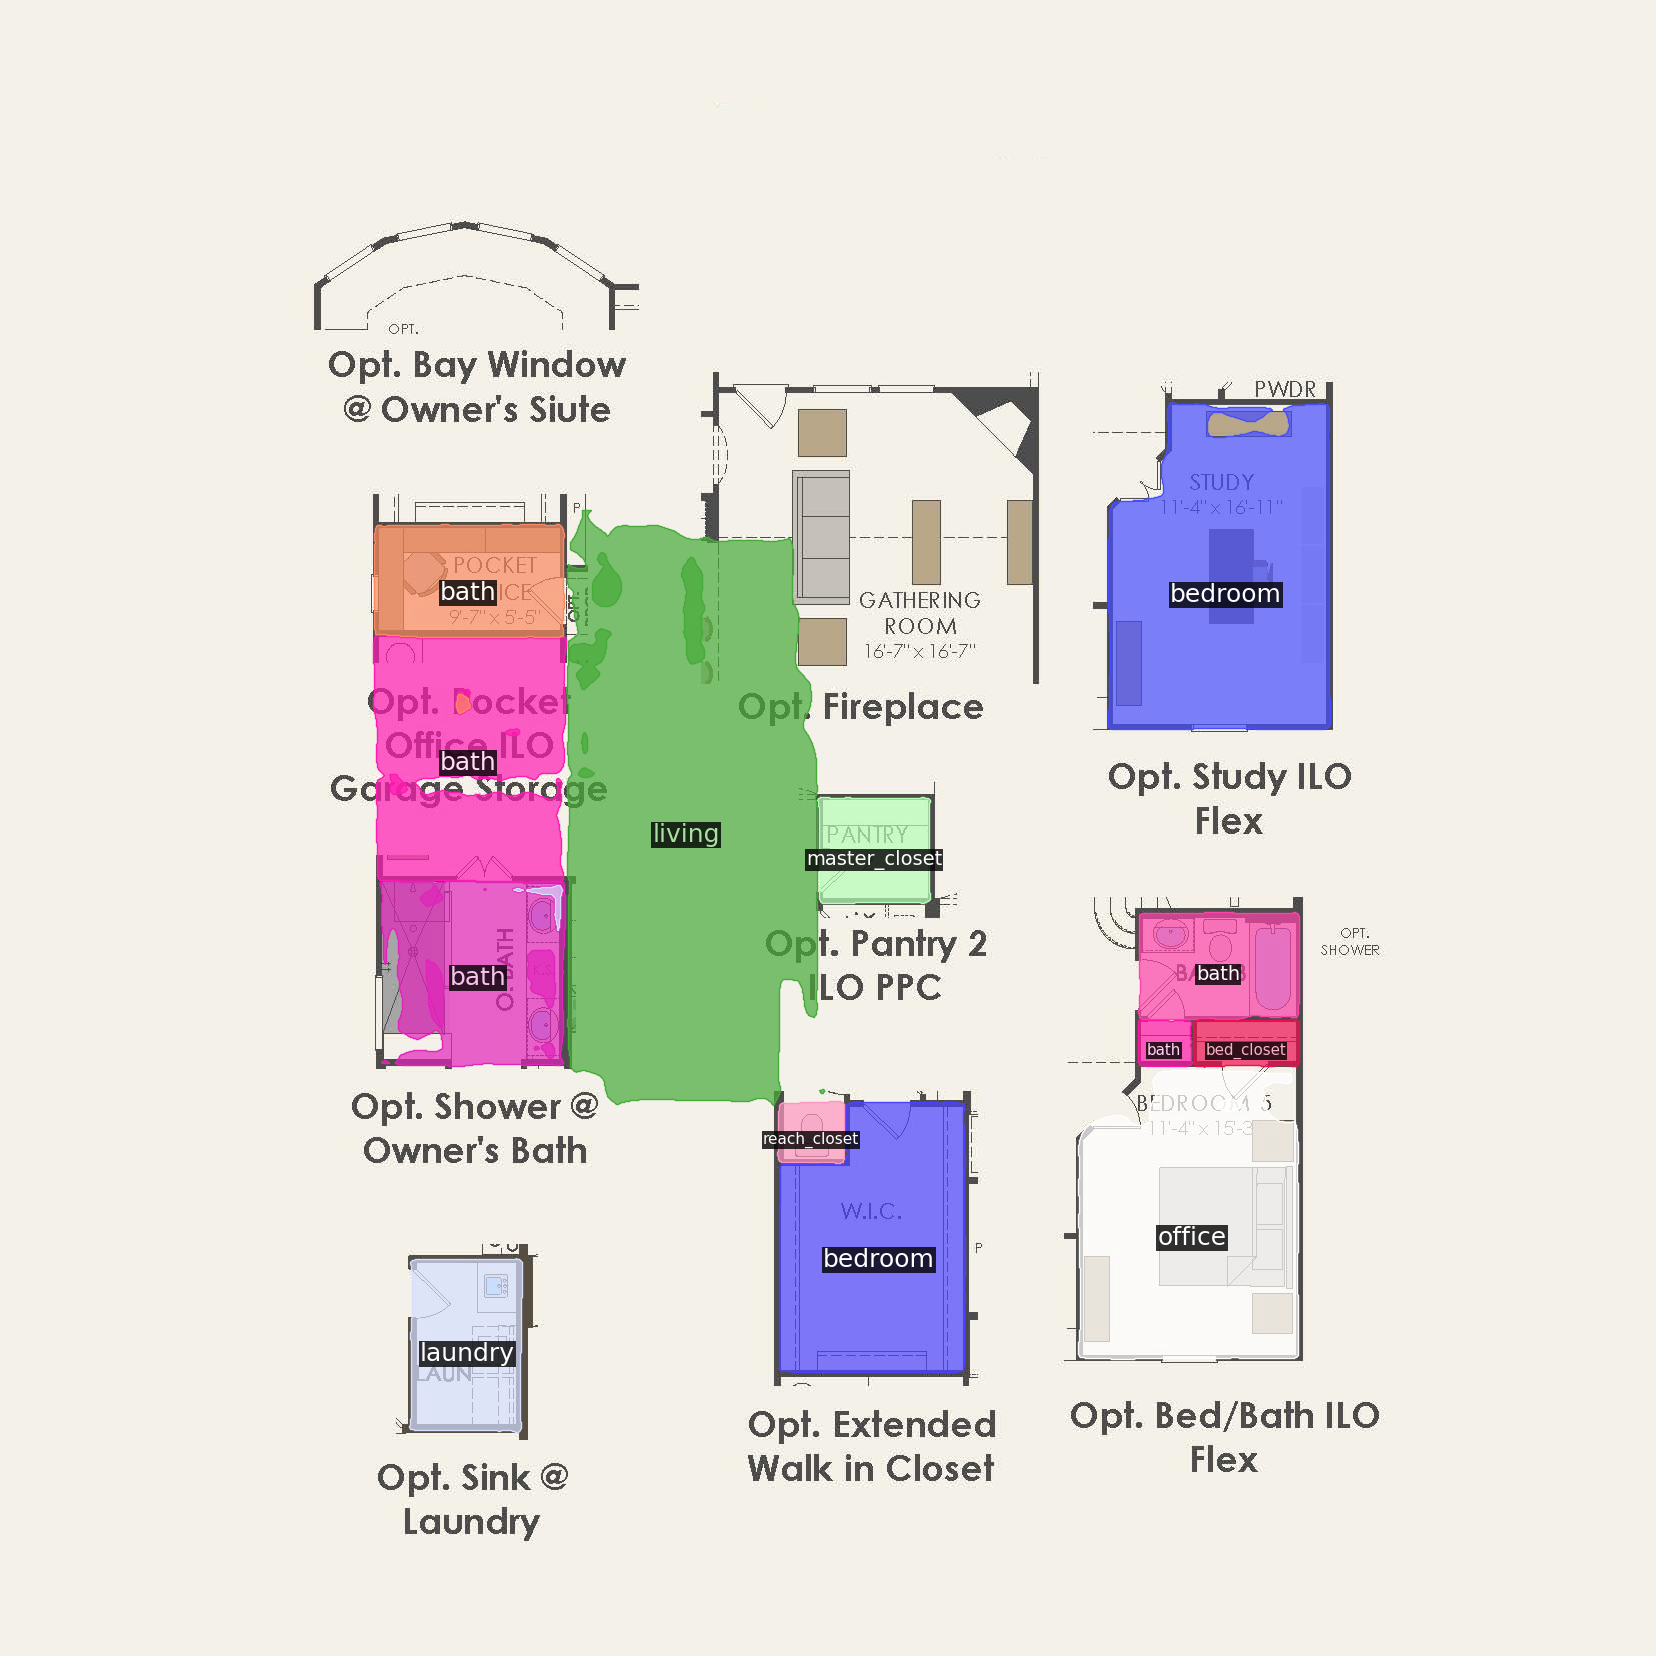 OPT.
Opt. Bay Window
@ Owner's Siute
PWDR
STUDY
11'-4" x 16'-11"
bedroom
Opt. Study ILO
Flex
P
POCKET
bath
9'-7" x 5'-5"
OPT.
Opt. Pocket
Office ILO
bath
Garage Storage
GATHERING
ROOM
16'-7" x 16'-7"
Opt. Fireplace
living
PANTRY
master_closet
Opt. Pantry 2
ILO PPC
O. BATH
K.S.
bath
Opt. Shower @
Owner's Bath
OPT.
SHOWER
bath
bath
bed_closet
BEDROOM 5
11'-4" x 15'-3
office
Opt. Bed/Bath ILO
Flex
reach_closet
W.I.C.
bedroom
P
Opt. Extended
Walk in Closet
laundry
LAUN
Opt. Sink @
Laundry